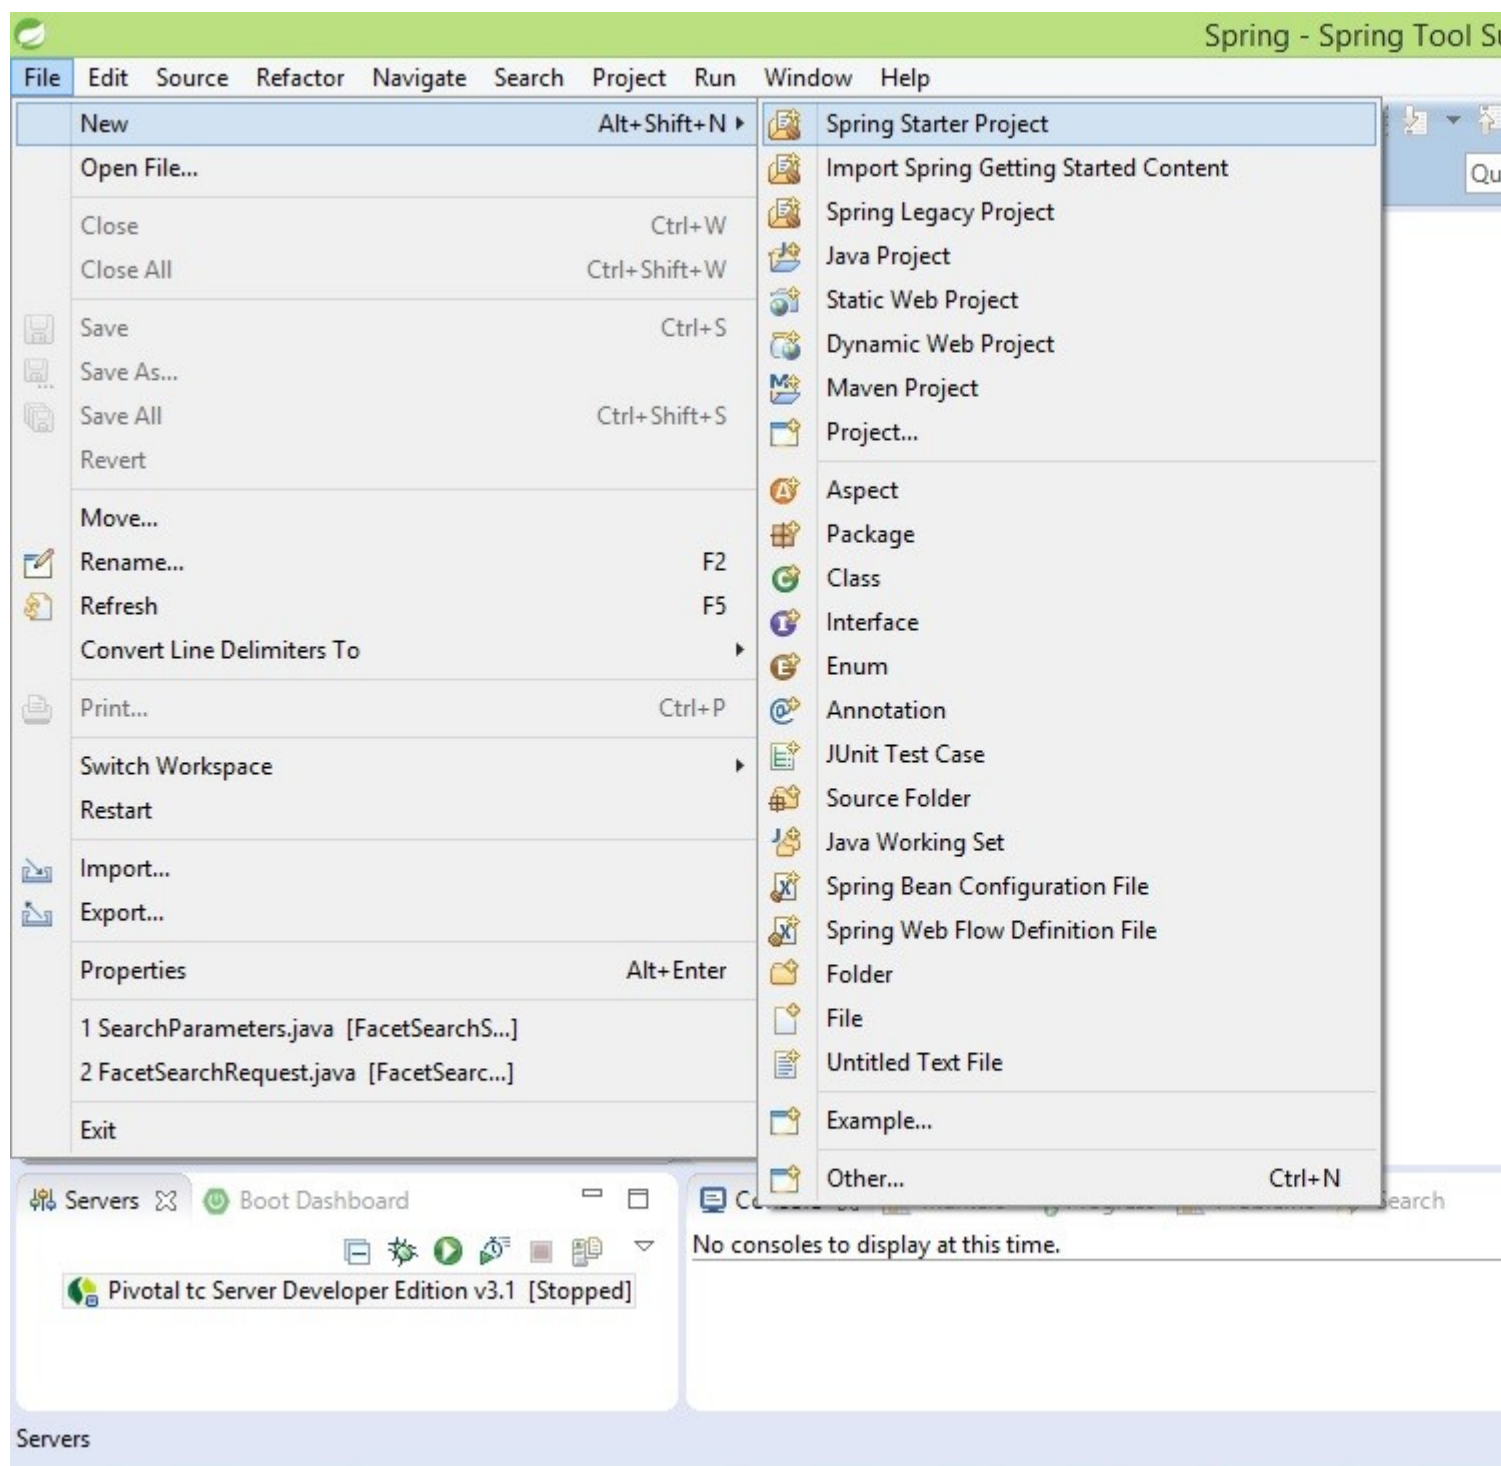 Spring - Spring Tool
File Edit Source Refactor Navigate Search Project Run Window Help
New Alt+Shift+N
Open File...
Close Ctrl+W
Close All Ctrl+Shift+W
Save Ctrl+S
Save As...
Save All Ctrl+Shift+S
Revert
Move...
Rename... F2
Refresh F5
Convert Line Delimiters To
Print... Ctrl+P
Switch Workspace
Restart
Import...
Export...
Properties Alt+Enter
1 SearchParameters.java [FacetSearchS...]
2 FacetSearchRequest.java [FacetSearc...]
Exit
Spring Starter Project
Import Spring Getting Started Content
Spring Legacy Project
Java Project
Static Web Project
Dynamic Web Project
Maven Project
Project...
Aspect
Package
Class
Interface
Enum
Annotation
JUnit Test Case
Source Folder
Java Working Set
Spring Bean Configuration File
Spring Web Flow Definition File
Folder
File
Untitled Text File
Example...
Other... Ctrl+N
Servers Boot Dashboard
Pivotal tc Server Developer Edition v3.1 [Stopped]
Search
No consoles to display at this time.
Servers